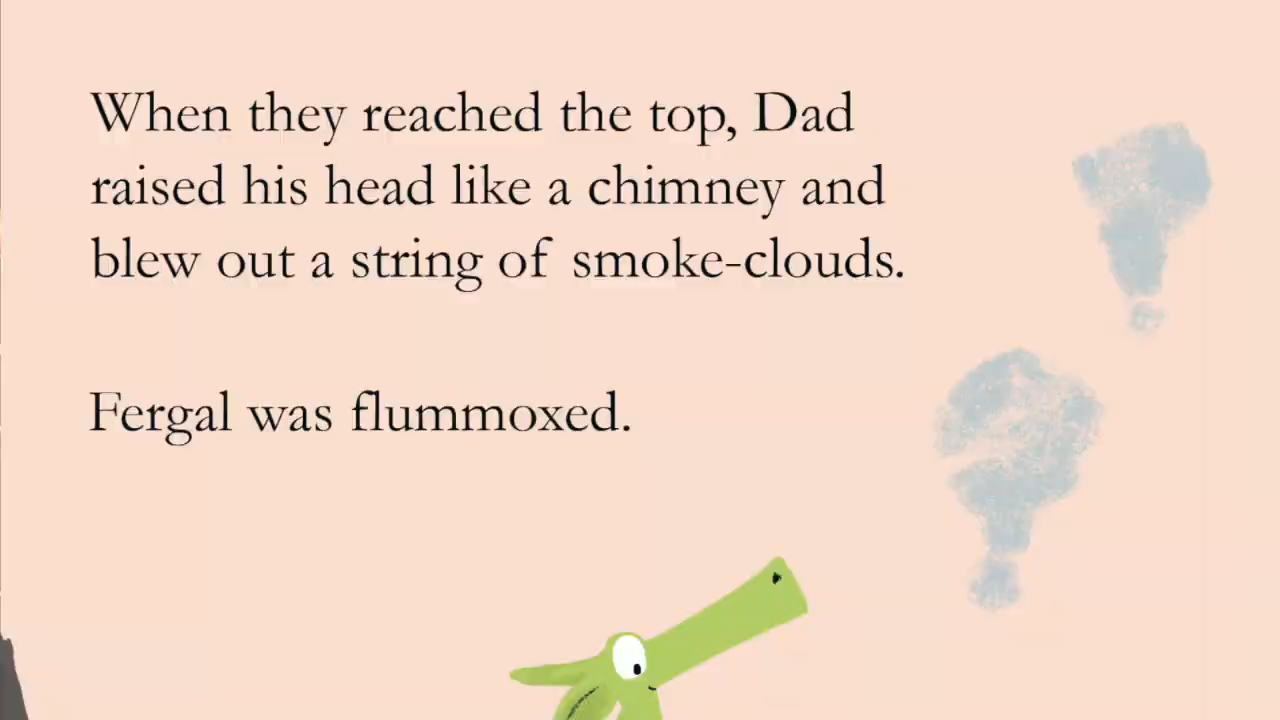 When they reached the top, Dad
raised his head like a chimney and
blew out a string of smoke-clouds.
Fergal was flummoxed.